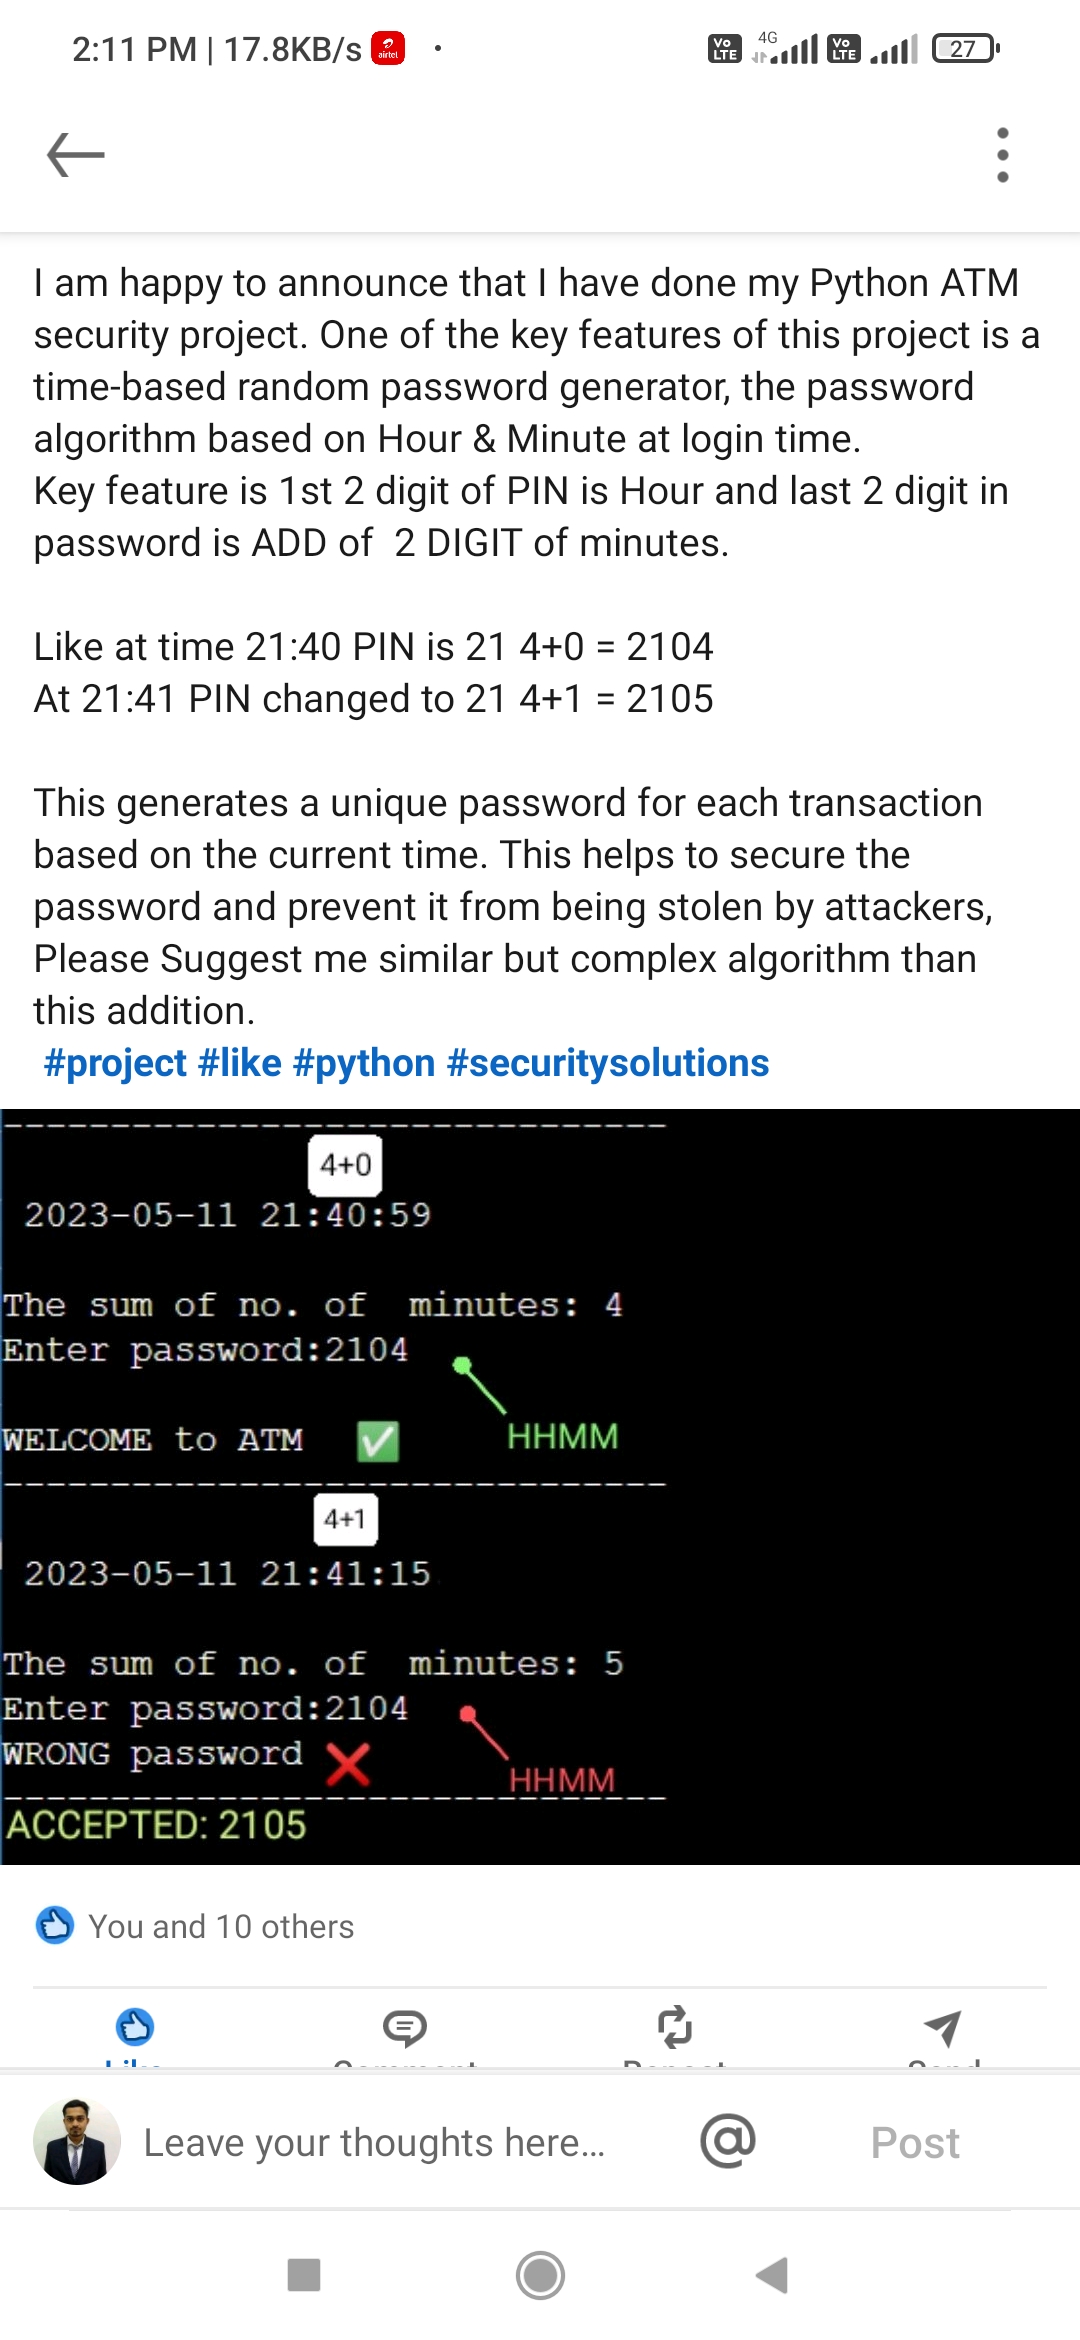 2:11 PM | 17.8KB/s airtel
Vo LTE 4G Vo LTE 27
I am happy to announce that I have done my Python ATM
security project. One of the key features of this project is a
time-based random password generator, the password
algorithm based on Hour & Minute at login time.
Key feature is 1st 2 digit of PIN is Hour and last 2 digit in
password is ADD of  2 DIGIT of minutes.
Like at time 21:40 PIN is 21 4+0 = 2104
At 21:41 PIN changed to 21 4+1 = 2105
This generates a unique password for each transaction
based on the current time. This helps to secure the
password and prevent it from being stolen by attackers,
Please Suggest me similar but complex algorithm than
this addition.
#project #like #python #securitysolutions
4+0
2023-05-11 21:40:59
The sum of no. of  minutes: 4
Enter password:2104
WELCOME to ATM
HHMM
4+1
2023-05-11 21:41:15
The sum of no. of  minutes: 5
Enter password:2104
WRONG password
HHMM
ACCEPTED: 2105
You and 10 others
Like Comment Repost Send
Leave your thoughts here... @ Post